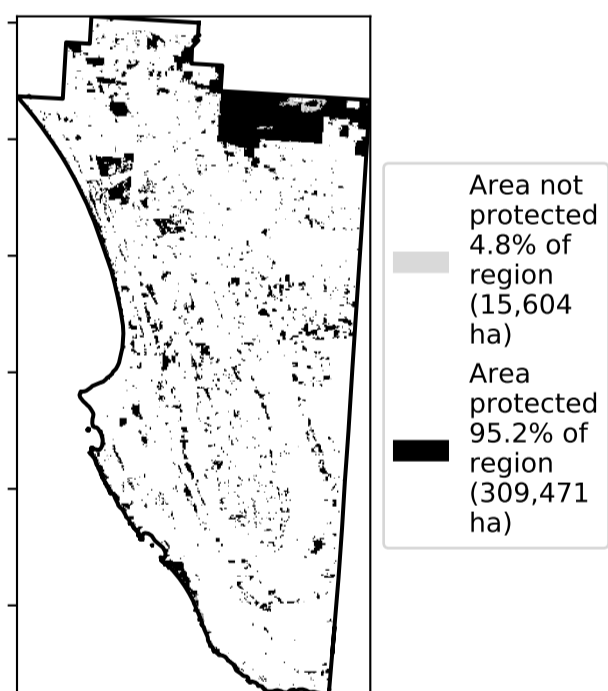 Area not
protected
4.8% of
region
(15,604
ha)
Area
protected
95.2% of
region
(309,471
ha)